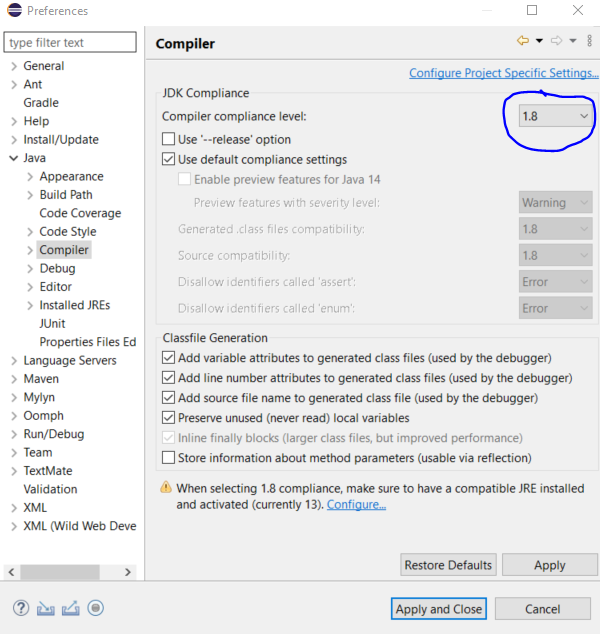 Preferences
type filter text
General
Ant
Gradle
Help
Install/Update
Java
Appearance
Build Path
Code Coverage
Code Style
Compiler
Debug
Editor
Installed JREs
JUnit
Properties Files Ed
Language Servers
Maven
Mylyn
Oomph
Run/Debug
Team
TextMate
Validation
XML
XML (Wild Web Deve
Compiler
Configure Project Specific Settings...
JDK Compliance
Compiler compliance level: 1.8
Use '--release' option
Use default compliance settings
Enable preview features for Java 14
Preview features with severity level: Warning
Generated .class files compatibility: 1.8
Source compatibility: 1.8
Disallow identifiers called 'assert': Error
Disallow identifiers called 'enum': Error
Classfile Generation
Add variable attributes to generated class files (used by the debugger)
Add line number attributes to generated class files (used by the debugger)
Add source file name to generated class file (used by the debugger)
Preserve unused (never read) local variables
Inline finally blocks (larger class files, but improved performance)
Store information about method parameters (usable via reflection)
When selecting 1.8 compliance, make sure to have a compatible JRE installed
and activated (currently 13). Configure...
Restore Defaults Apply
Apply and Close Cancel